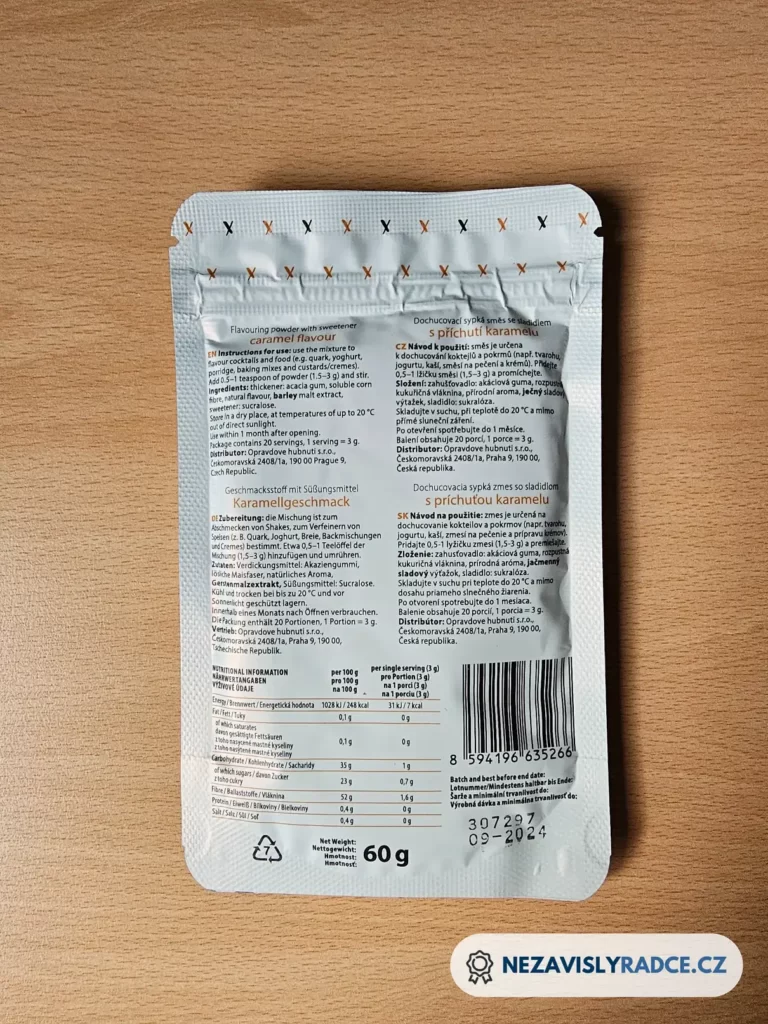 Flavouring powder with sweetener
caramel flavour
EN Instructions for use: use the mixture to
flavour cocktails and food (e.g. quark, yoghurt,
porridge, baking mixes and custards/cremes).
Add 0.5–1 teaspoon of powder (1.5–3 g) and stir.
Ingredients: thickener: acacia gum, soluble corn
fibre, natural flavour, barley malt extract,
sweetener: sucralose.
Store in a dry place, at temperatures of up to 20 °C
out of direct sunlight.
Use within 1 month after opening.
Package contains 20 servings, 1 serving = 3 g.
Distributor: Opravdove hubnuti s.r.o.,
Českomoravská 2408/1a, 190 00 Prague 9,
Czech Republic.
Dochucovací sypká směs se sladidlem
s příchutí karamelu
CZ Návod k použití: směs je určena
k dochucování koktejlů a pokrmů (např. tvarohu,
jogurtu, kaší, směsí na pečení a krémů). Přidejte
0,5–1 lžičku směsi (1,5–3 g) a promíchejte.
Složení: zahušťovadlo: akáciová guma, rozpustná
kukuřičná vláknina, přírodní aroma, ječný sladový
výtažek, sladidlo: sukralóza.
Skladujte v suchu, při teplotě do 20 °C a mimo
přímé sluneční záření.
Po otevření spotřebujte do 1 měsíce.
Balení obsahuje 20 porcí, 1 porce = 3 g.
Distributor: Opravdove hubnuti s.r.o.,
Českomoravská 2408/1a, Praha 9, 190 00,
Česká republika.
Geschmacksstoff mit Süßungsmittel
Karamellgeschmack
DE Zubereitung: die Mischung ist zum
Abschmecken von Shakes, zum Verfeinern von
Speisen (z. B. Quark, Joghurt, Breie, Backmischungen
und Cremes) bestimmt. Etwa 0,5–1 Teelöffel der
Mischung (1,5–3 g) hinzufügen und umrühren.
Zutaten: Verdickungsmittel: Akaziengummi,
lösliche Maisfaser, natürliches Aroma,
Gerstenmalzextrakt, Süßungsmittel: Sucralose.
Kühl und trocken bei bis zu 20 °C und vor
Sonnenlicht geschützt lagern.
Innerhalb eines Monats nach Öffnen verbrauchen.
Die Packung enthält 20 Portionen, 1 Portion = 3 g.
Vertrieb: Opravdove hubnuti s.r.o.,
Českomoravská 2408/1a, Praha 9, 190 00,
Tschechische Republik.
Dochucovacia sypká zmes so sladidlom
s príchuťou karamelu
SK Návod na použitie: zmes je určená na
dochucovanie kokteilov a pokrmov (napr. tvarohu,
jogurtu, kaší, zmesí na pečenie a prípravu krémov).
Pridajte 0,5-1 lyžičku zmesi (1,5–3 g) a premiešajte.
Zloženie: zahusťovadlo: akáciová guma, rozpustná
kukuričná vláknina, prírodná aróma, jačmenný
sladový výťažok, sladidlo: sukralóza.
Skladujte v suchu pri teplote do 20 °C a mimo
dosahu priameho slnečného žiarenia.
Po otvorení spotrebujte do 1 mesiaca.
Balenie obsahuje 20 porcií, 1 porcia = 3 g.
Distribútor: Opravdove hubnuti s.r.o.,
Českomoravská 2408/1a, Praha 9, 190 00,
Česká republika.
NUTRITIONAL INFORMATION
NÄHRWERTANGABEN
VÝŽIVOVÉ ÚDAJE
per 100 g
pro 100 g
na 100 g
per single serving (3 g)
pro Portion (3 g)
na 1 porci (3 g)
na 1 porciu (3 g)
Energy / Brennwert / Energetická hodnota 1028 kJ / 248 kcal 31 kJ / 7 kcal
Fat / Fett / Tuky 0,1 g 0 g
of which saturates
davon gesättigte Fettsäuren
z toho nasycené mastné kyseliny
z toho nasýtené mastné kyseliny
0,1 g 0 g
Carbohydrate / Kohlenhydrate / Sacharidy 35 g 1 g
of which sugars / davon Zucker
z toho cukry
23 g 0,7 g
Fibre / Ballaststoffe / Vláknina 52 g 1,6 g
Protein / Eiweiß / Bílkoviny / Bielkoviny 0,4 g 0 g
Salt / Salz / Sůl / Soľ 0,4 g 0 g
8 594196 635266
Batch and best before end date:
Lotnummer/Mindestens haltbar bis Ende:
Šarže a minimální trvanlivost do:
Výrobná dávka a minimálna trvanlivosť do:
307297
09-2024
7
Net Weight:
Nettogewicht:
Hmotnost:
Hmotnosť:
60 g
NEZAVISLYRADCE.CZ